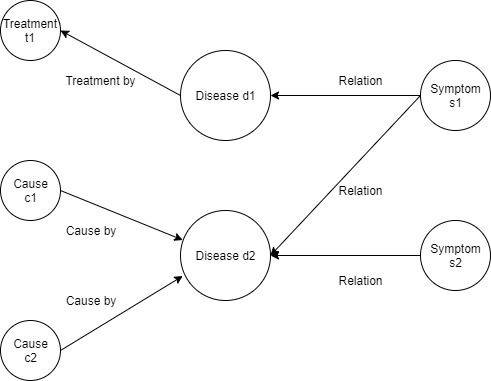 Treatment
t1
Treatment by
Disease d1
Relation
Symptom
s1
Cause
c1
Cause by
Disease d2
Relation
Symptom
s2
Cause by
Relation
Cause
c2